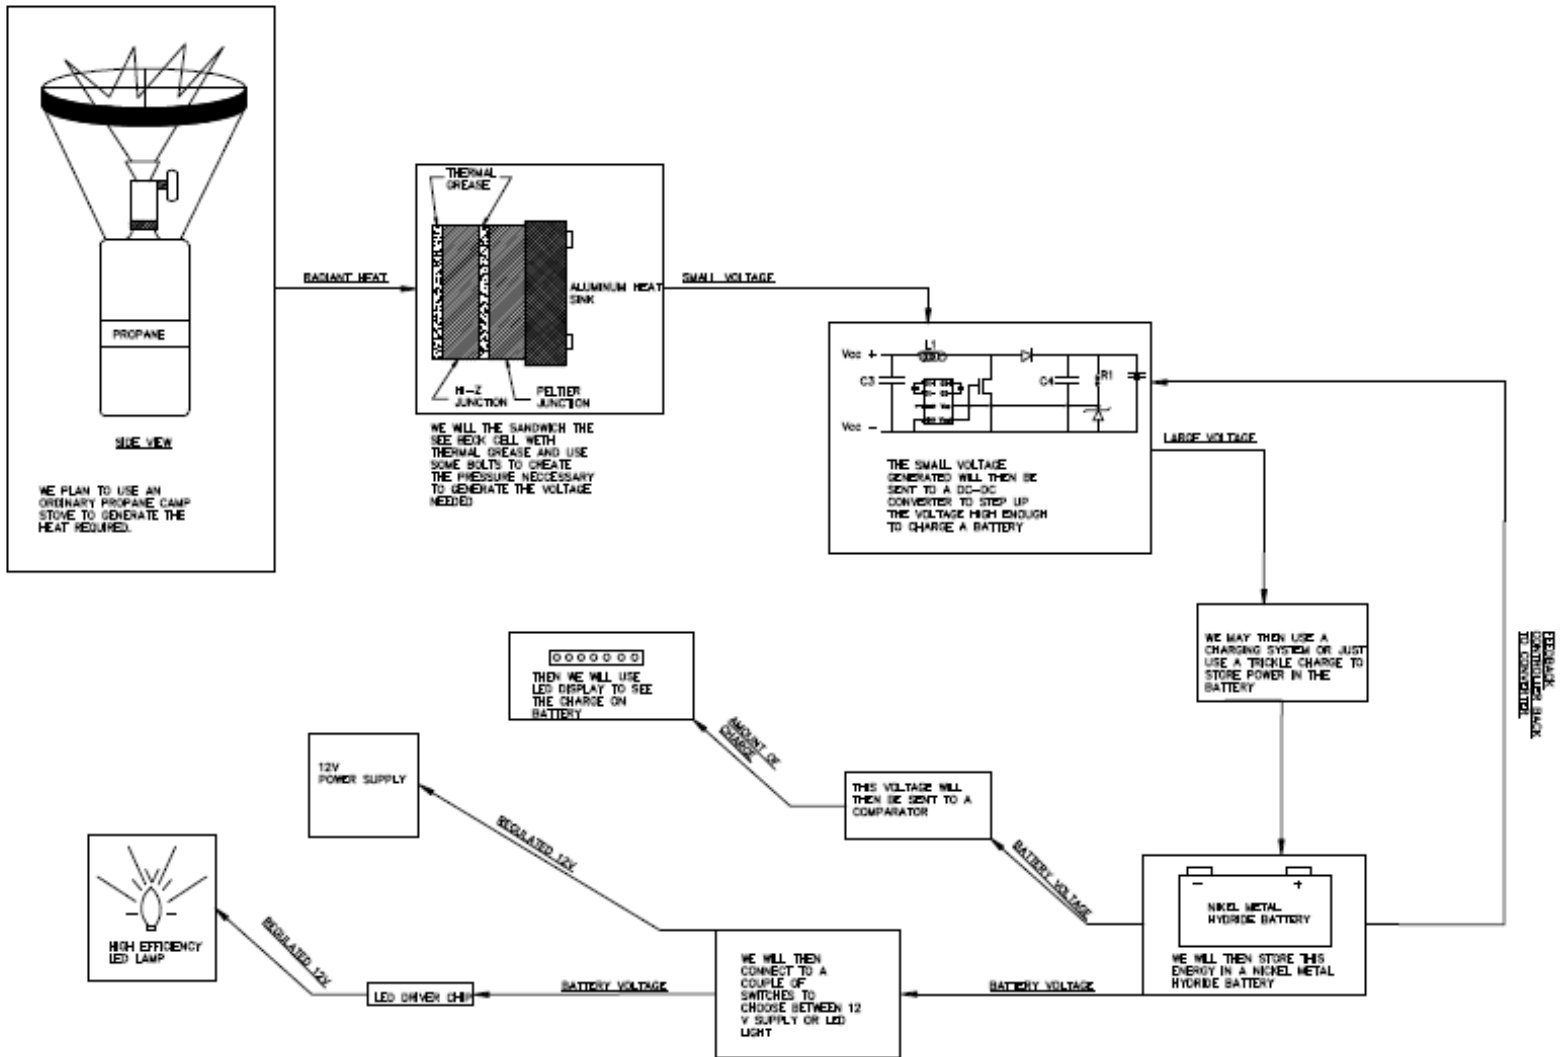 PROPANE
SIDE VIEW
WE PLAN TO USE AN
ORDINARY PROPANE CAMP
STOVE TO GENERATE THE
HEAT REQUIRED.
RADIANT HEAT
THERMAL
GREASE
ALUMINUM HEAT
SINK
HI-Z
JUNCTION
PELTIER
JUNCTION
WE WILL THE SANDWICH THE
SEE BECK CELL WETH
THERMAL GREASE AND USE
SOME BOLTS TO CREATE
THE PRESSURE NECCESSARY
TO GENERATE THE VOLTAGE
NEEDED
SMALL VOLTAGE
L1
Vcc +
C3
C4
R1
Vcc -
THE SMALL VOLTAGE
GENERATED WILL THEN BE
SENT TO A DC-DC
CONVERTER TO STEP UP
THE VOLTAGE HIGH ENOUGH
TO CHARGE A BATTERY
LARGE VOLTAGE
WE MAY THEN USE A
CHARGING SYSTEM OR JUST
USE A TRICKLE CHARGE TO
STORE POWER IN THE
BATTERY
FEEDBACK
CONTROLLER BACK
TO CONVERTER
THEN WE WILL USE
LED DISPLAY TO SEE
THE CHARGE ON
BATTERY
AMOUNT OF
CHARGE
THIS VOLTAGE WILL
THEN BE SENT TO A
COMPARATOR
BATTERY VOLTAGE
- +
NIKEL METAL
HYDRIDE BATTERY
WE WILL THEN STORE THIS
ENERGY IN A NICKEL METAL
HYDRIDE BATTERY
BATTERY VOLTAGE
WE WILL THEN
CONNECT TO A
COUPLE OF
SWITCHES TO
CHOOSE BETWEEN 12
V SUPPLY OR LED
LIGHT
REGULATED 12V
12V
POWER SUPPLY
BATTERY VOLTAGE
LED DRIVER CHIP
REGULATED 12V
HIGH EFFICIENCY
LED LAMP